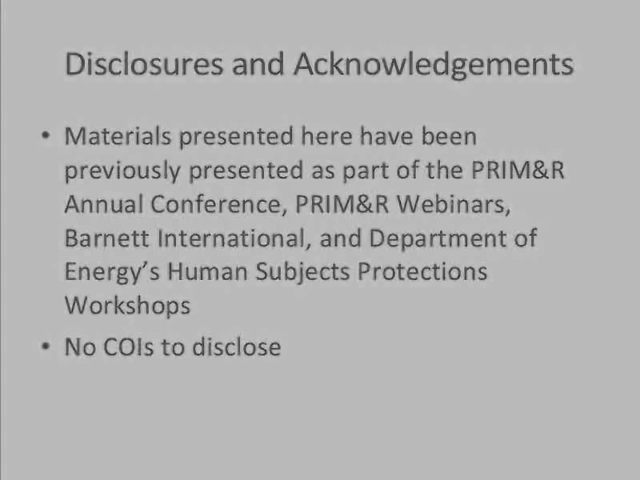 Disclosures and Acknowledgements
• Materials presented here have been
previously presented as part of the PRIM&R
Annual Conference, PRIM&R Webinars,
Barnett International, and Department of
Energy’s Human Subjects Protections
Workshops
• No COIs to disclose